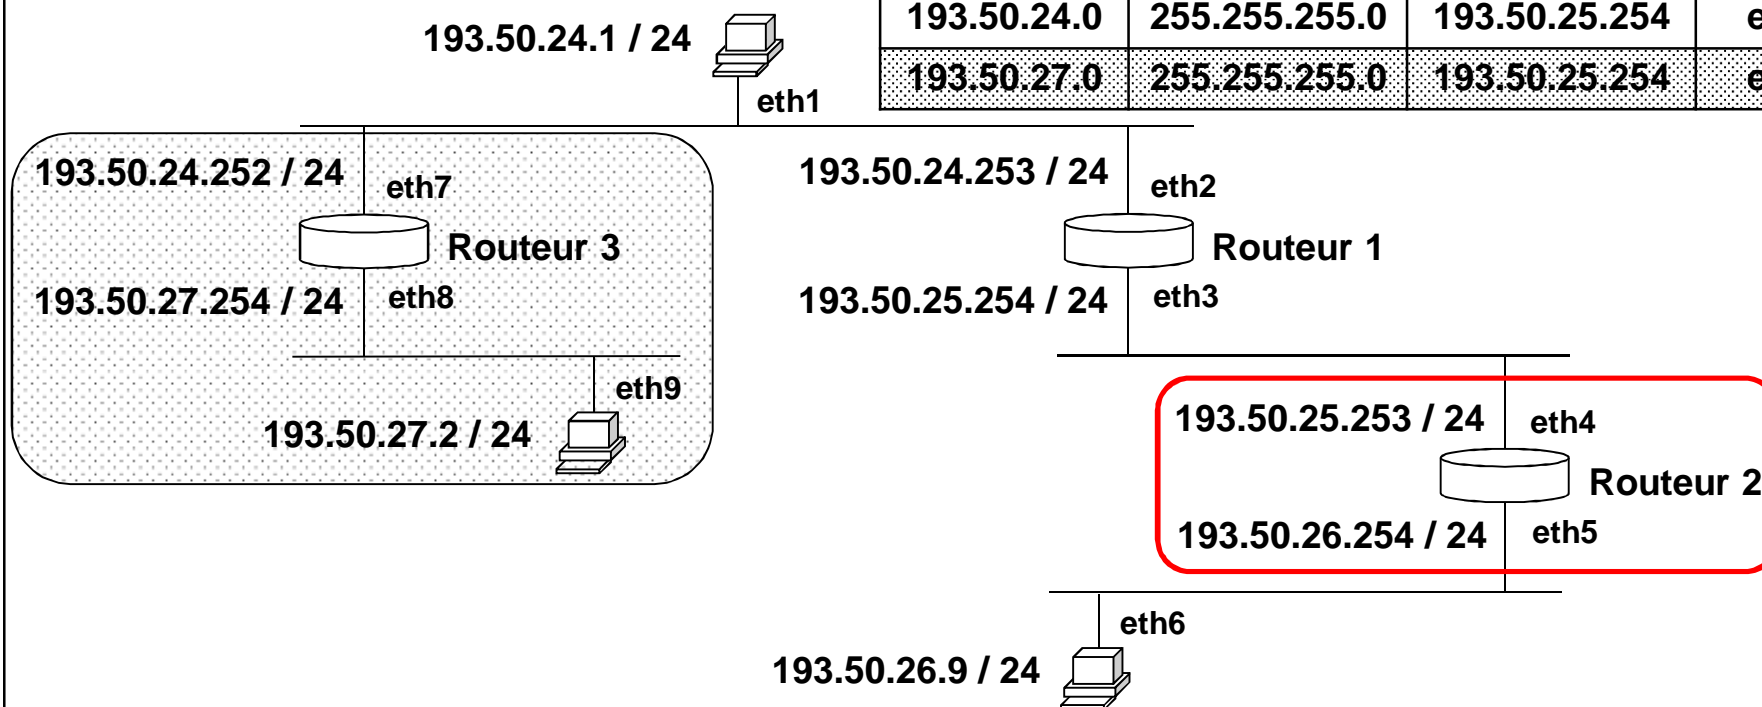 193.50.24.0 255.255.255.0 193.50.25.254
193.50.27.0 255.255.255.0 193.50.25.254
193.50.24.1 / 24
eth1
193.50.24.252 / 24
eth7
Routeur 3
193.50.27.254 / 24
eth8
eth9
193.50.27.2 / 24
193.50.24.253 / 24
eth2
Routeur 1
193.50.25.254 / 24
eth3
193.50.25.253 / 24
eth4
Routeur 2
193.50.26.254 / 24
eth5
eth6
193.50.26.9 / 24